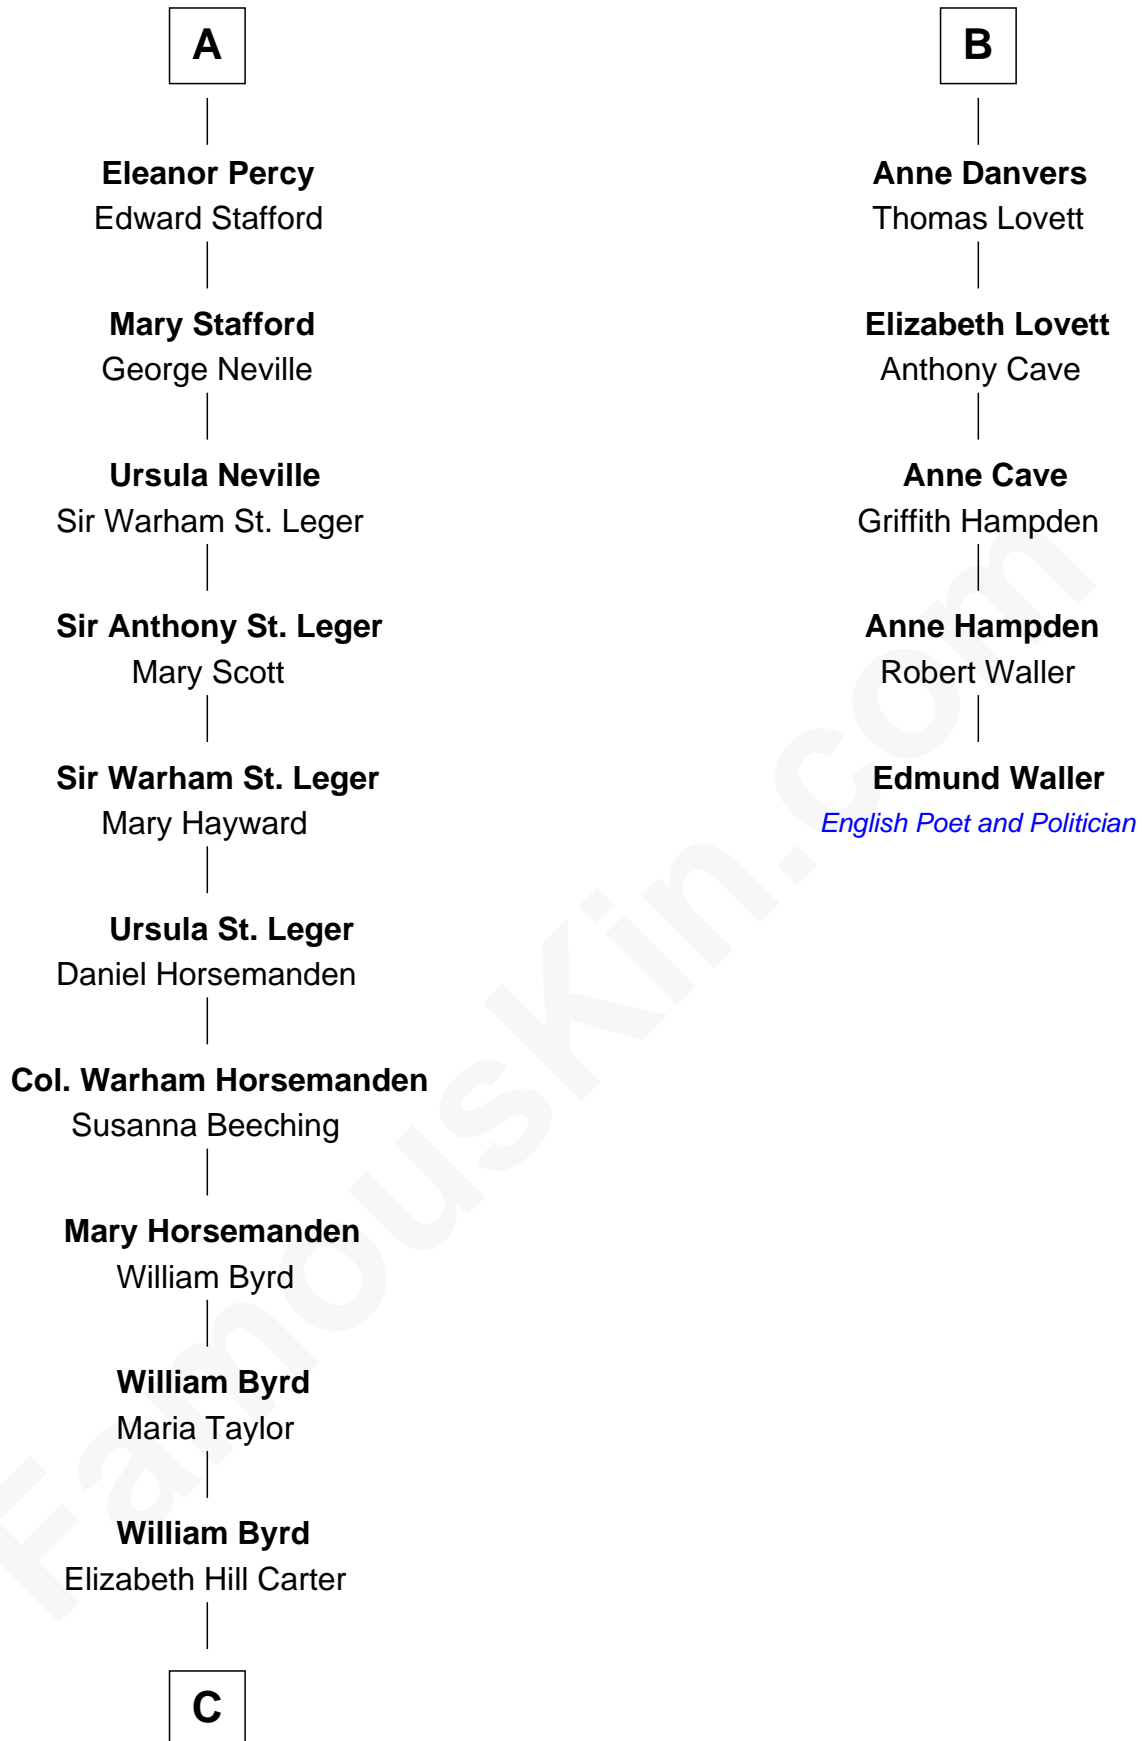 A
Eleanor Percy
Edward Stafford
Mary Stafford
George Neville
Ursula Neville
Sir Warham St. Leger
Sir Anthony St. Leger
Mary Scott
Sir Warham St. Leger
Mary Hayward
Ursula St. Leger
Daniel Horsemanden
Col. Warham Horsemanden
Susanna Beeching
Mary Horsemanden
William Byrd
William Byrd
Maria Taylor
William Byrd
Elizabeth Hill Carter
C
B
Anne Danvers
Thomas Lovett
Elizabeth Lovett
Anthony Cave
Anne Cave
Griffith Hampden
Anne Hampden
Robert Waller
Edmund Waller
English Poet and Politician
FamousKin.com